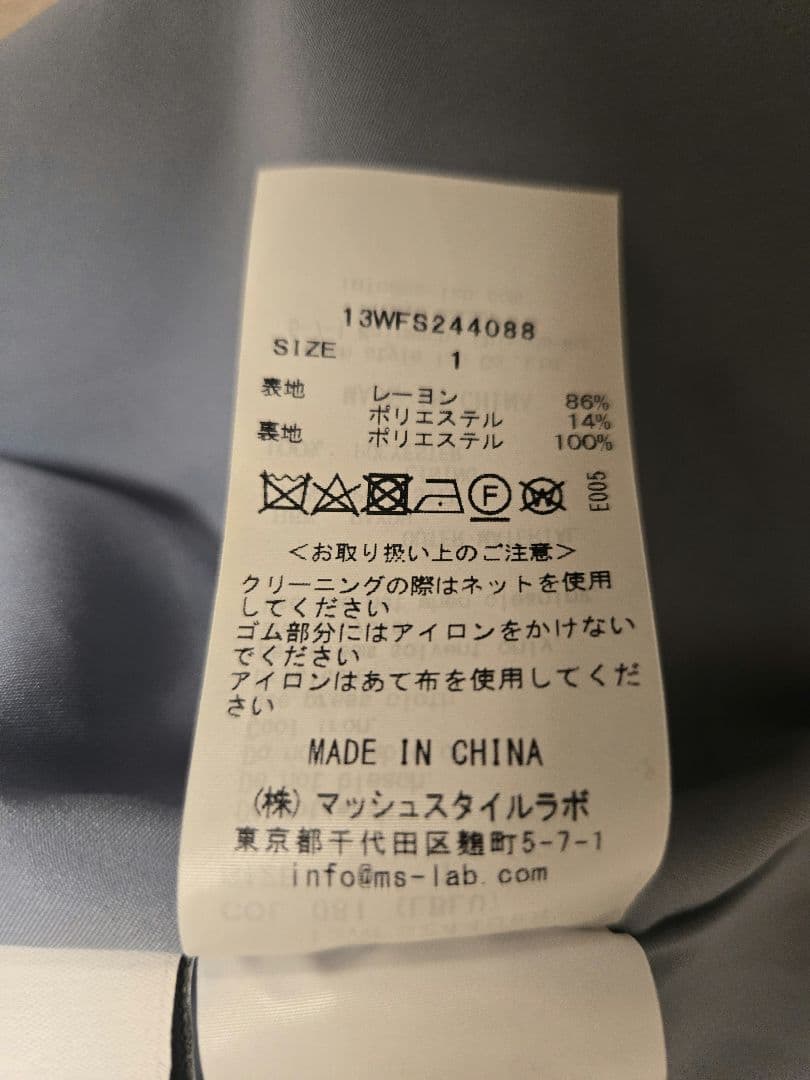 13WFS244088
SIZE 1
表地 レーヨン 86%
ポリエステル 14%
裏地 ポリエステル 100%
F W E005
＜お取り扱い上のご注意＞
クリーニングの際はネットを使用
してください
ゴム部分にはアイロンをかけない
でください
アイロンはあて布を使用してくだ
さい
MADE IN CHINA
(株)マッシュスタイルラボ
東京都千代田区麹町5-7-1
info@ms-lab.com